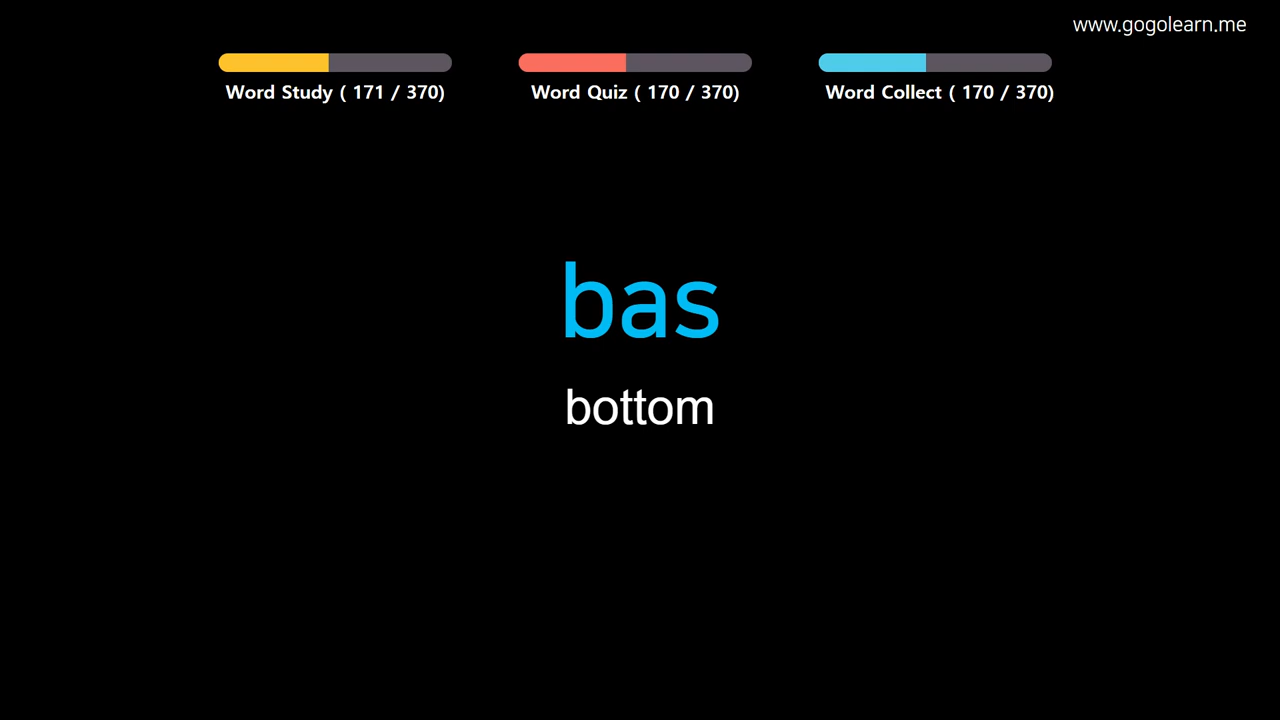 www.gogolearn.me
Word Study ( 171 / 370)
Word Quiz ( 170 / 370)
Word Collect ( 170 / 370)
bas
bottom